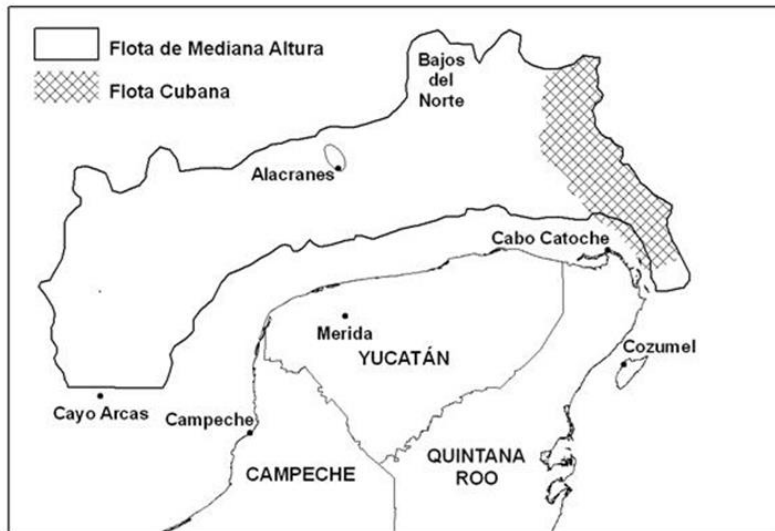 Flota de Mediana Altura
Flota Cubana
Bajos
del
Norte
Alacranes
Cabo Catoche
Merida
YUCATÁN
Cozumel
Cayo Arcas
Campeche
CAMPECHE
QUINTANA
ROO